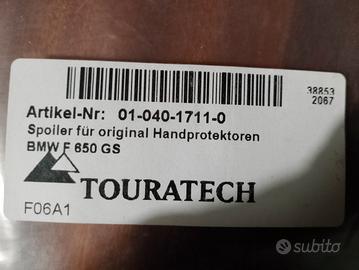 38853
2067
Artikel-Nr: 01-040-1711-0
Spoiler für original Handprotektoren
BMW F 650 GS
TOURATECH
F06A1
subito